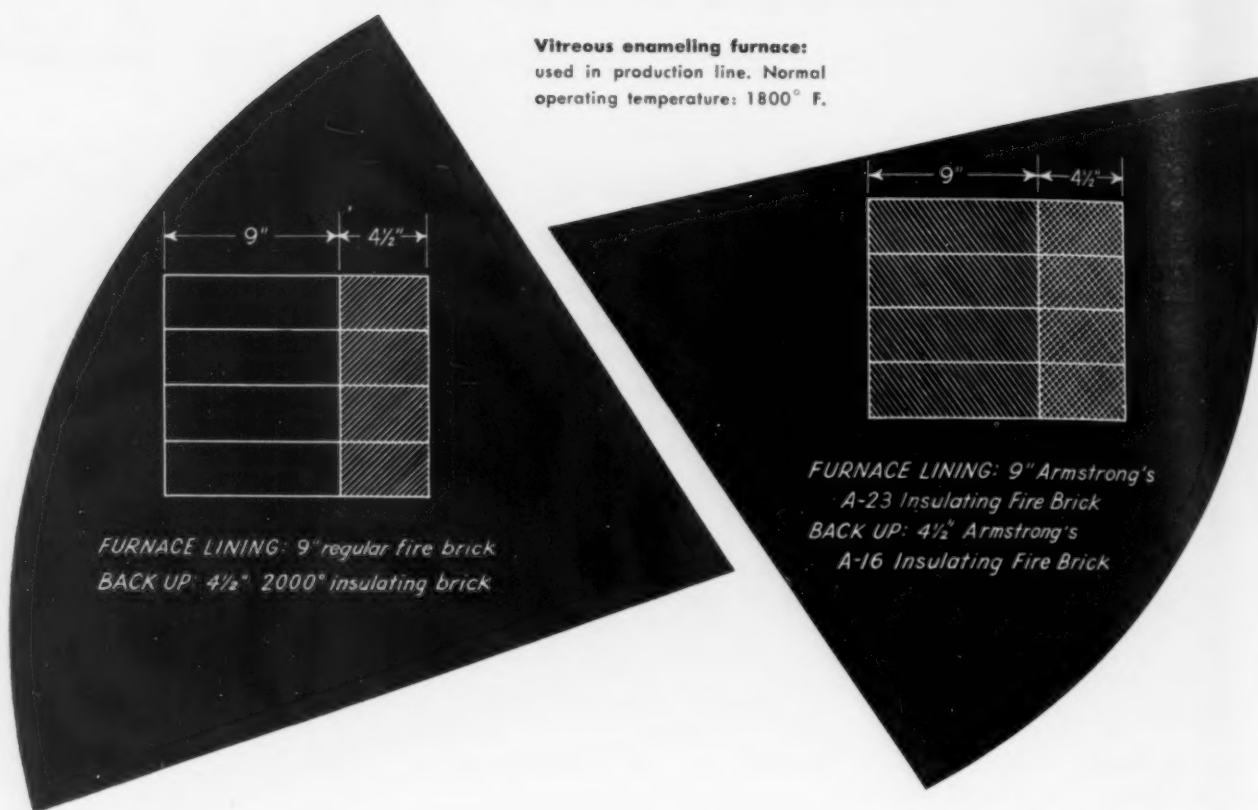 Vitreous enameling furnace:
used in production line. Normal
operating temperature: 1800° F.
9" 4½"
FURNACE LINING: 9" regular fire brick
BACK UP: 4½" 2000° insulating brick
9" 4½"
FURNACE LINING: 9" Armstrong's
A-23 Insulating Fire Brick
BACK UP: 4½" Armstrong's
A-16 Insulating Fire Brick